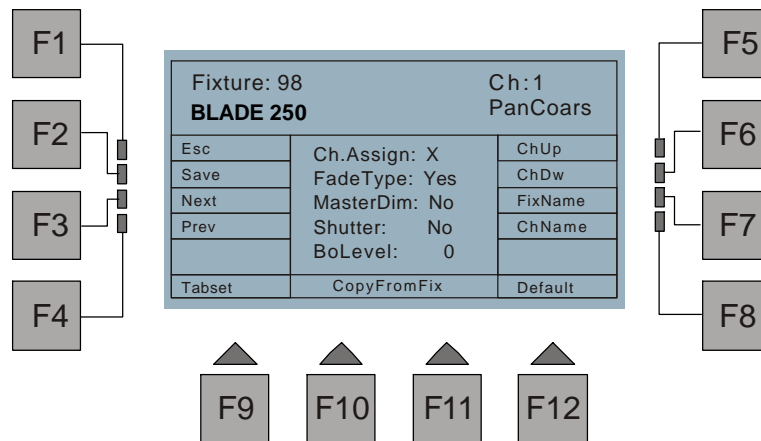 F1
F2
F3
F4
Fixture: 98 Ch:1
BLADE 250 PanCoars
Esc
Save
Next
Prev
Tabset
Ch.Assign: X
FadeType: Yes
MasterDim: No
Shutter: No
BoLevel: 0
CopyFromFix
ChUp
ChDw
FixName
ChName
Default
F5
F6
F7
F8
F9 F10 F11 F12